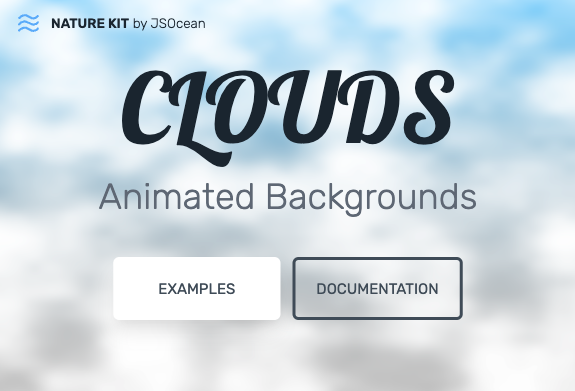 NATURE KIT by JSOcean
CLOUDS
Animated Backgrounds
EXAMPLES
DOCUMENTATION